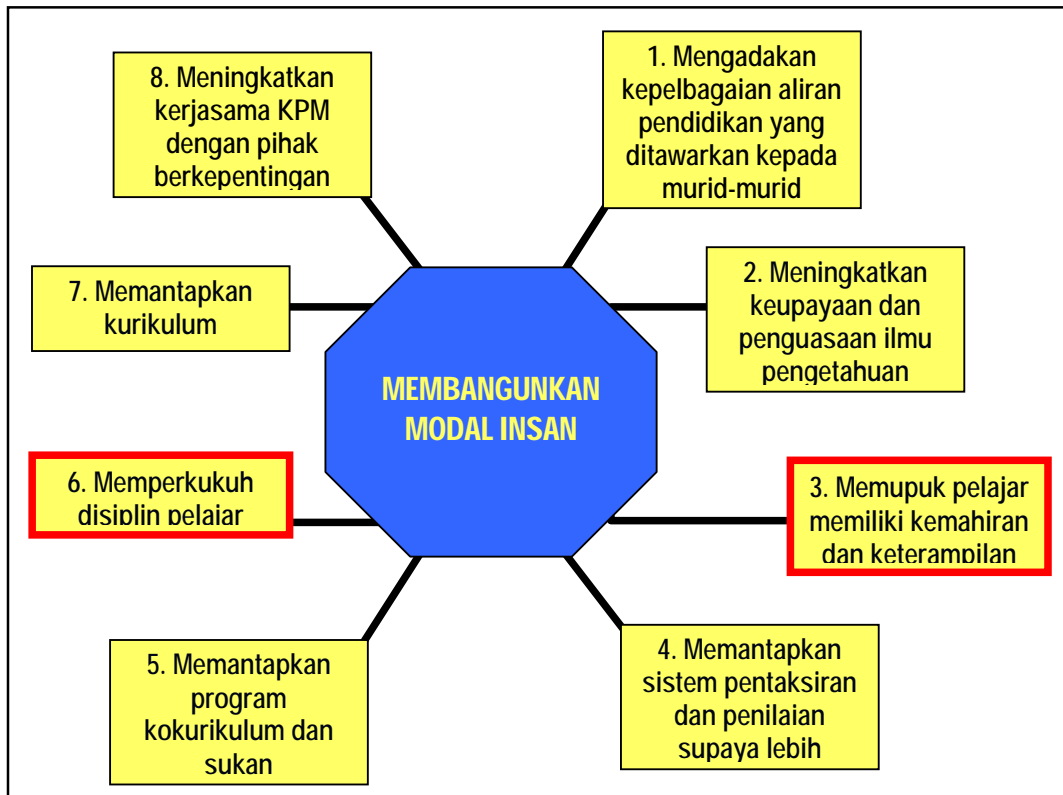 8. Meningkatkan
kerjasama KPM
dengan pihak
berkepentingan
1. Mengadakan
kepelbagaian aliran
pendidikan yang
ditawarkan kepada
murid-murid
7. Memantapkan
kurikulum
2. Meningkatkan
keupayaan dan
penguasaan ilmu
pengetahuan
MEMBANGUNKAN
MODAL INSAN
6. Memperkukuh
disiplin pelajar
3. Memupuk pelajar
memiliki kemahiran
dan keterampilan
5. Memantapkan
program
kokurikulum dan
sukan
4. Memantapkan
sistem pentaksiran
dan penilaian
supaya lebih